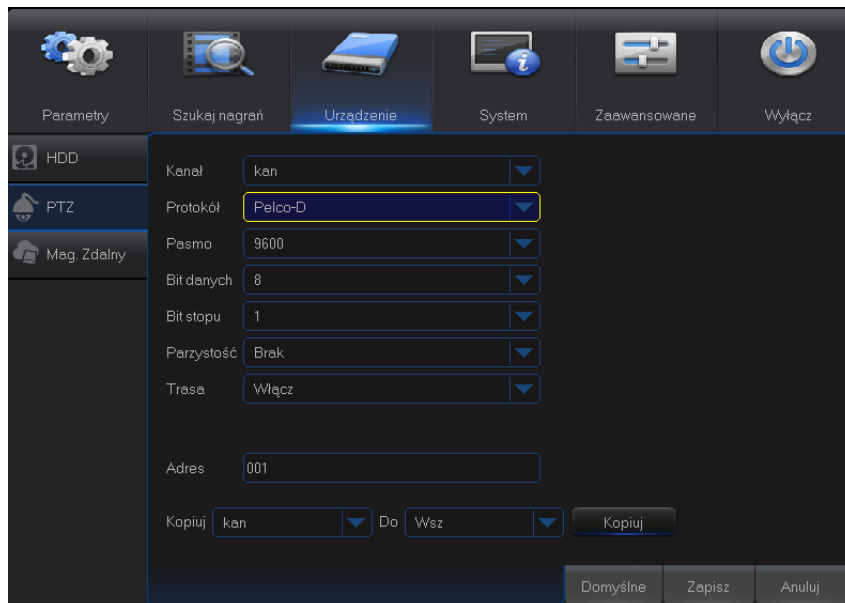 Parametry Szukaj nagrań Urządzenie System Zaawansowane Wyłącz
HDD
PTZ
Mag. Zdalny
Kanał kan
Protokół Pelco-D
Pasmo 9600
Bit danych 8
Bit stopu 1
Parzystość Brak
Trasa Włącz
Adres 001
Kopiuj kan Do Wsz Kopiuj
Domyślne Zapisz Anuluj